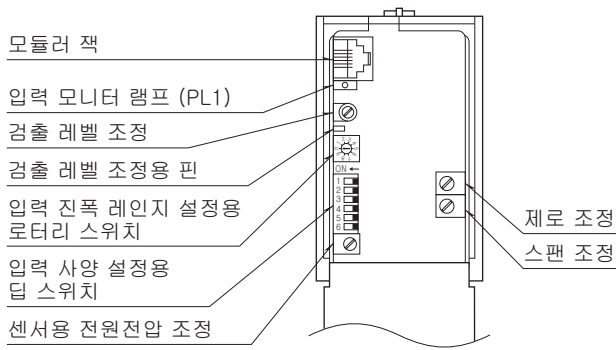 모듈러 잭
입력 모니터 램프 (PL1)
검출 레벨 조정
검출 레벨 조정용 핀
입력 진폭 레인지 설정용
로터리 스위치
입력 사양 설정용
딥 스위치
센서용 전원전압 조정
ON ←
1
2
3
4
5
6
제로 조정
스팬 조정